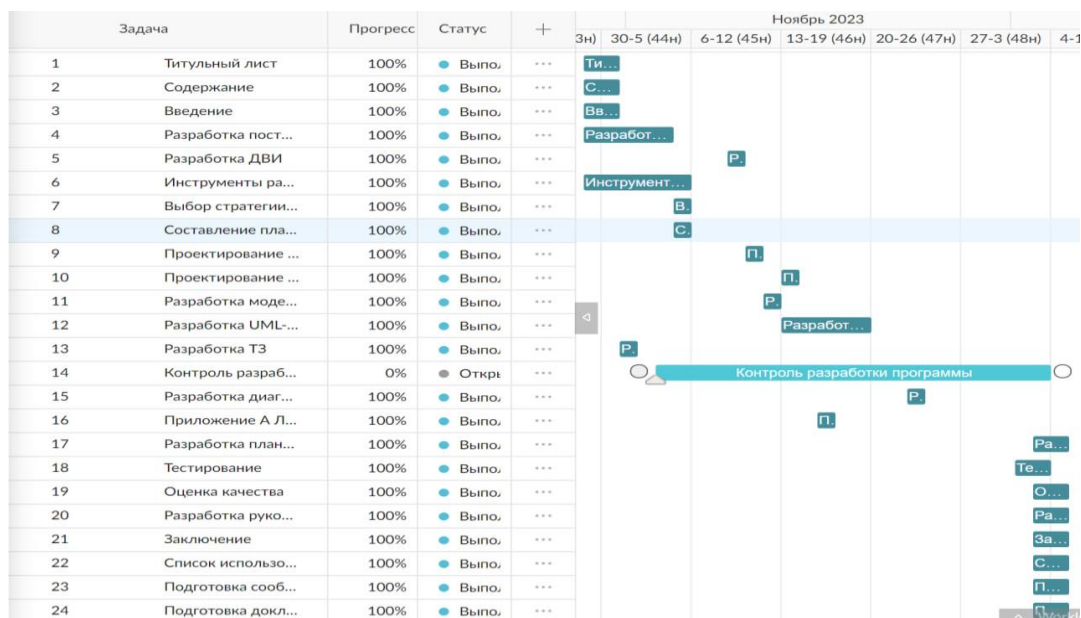 Ноябрь 2023
Задача Прогресс Статус + 3н) 30-5 (44н) 6-12 (45н) 13-19 (46н) 20-26 (47н) 27-3 (48н) 4-1
1 Титульный лист 100% Выпо. ... Ти...
2 Содержание 100% Выпо. ... С...
3 Введение 100% Выпо. ... Вв...
4 Разработка пост... 100% Выпо. ... Разработ...
5 Разработка ДВИ 100% Выпо. ... Р.
6 Инструменты ра... 100% Выпо. ... Инструмент...
7 Выбор стратегии... 100% Выпо. ... В.
8 Составление пла... 100% Выпо. ... С.
9 Проектирование ... 100% Выпо. ... П.
10 Проектирование ... 100% Выпо. ... П.
11 Разработка моде... 100% Выпо. ... Р.
12 Разработка UML-... 100% Выпо. ... Разработ...
13 Разработка ТЗ 100% Выпо. ... Р.
14 Контроль разраб... 0% Откры ... Контроль разработки программы
15 Разработка диаг... 100% Выпо. ... Р.
16 Приложение А Л... 100% Выпо. ... П.
17 Разработка план... 100% Выпо. ... Ра...
18 Тестирование 100% Выпо. ... Те...
19 Оценка качества 100% Выпо. ... О...
20 Разработка руко... 100% Выпо. ... Ра...
21 Заключение 100% Выпо. ... За...
22 Список использо... 100% Выпо. ... С...
23 Подготовка сооб... 100% Выпо. ... П...
24 Подготовка докл... 100% Выпо. ... П...